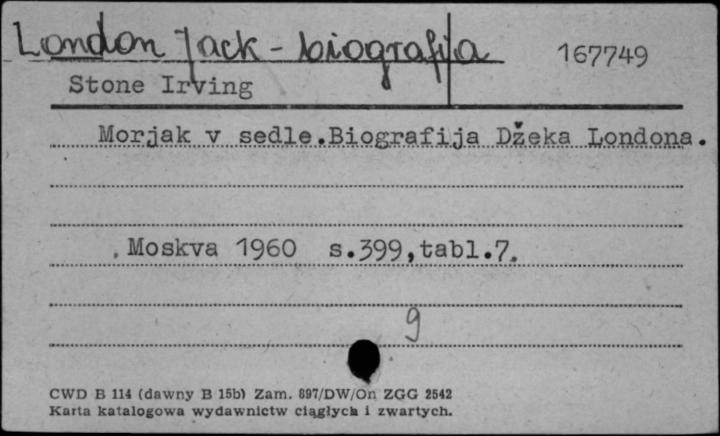 London Jack - biografija 167749
Stone Irving
Morjak v sedle.Biografija Džeka Londona.
Moskva 1960 s.399,tabl.7.
9
CWD B 114 (dawny B 15b) Zam. 897/DW/On ZGG 2542
Karta katalogowa wydawnictw ciągłych i zwartych.